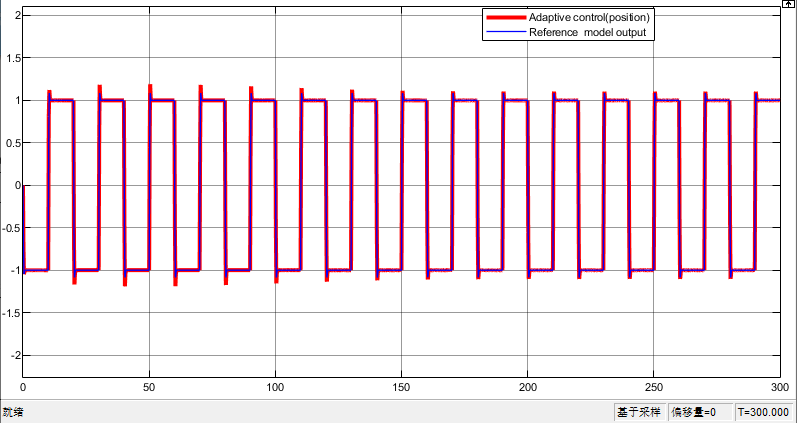 Adaptive control(position)
Reference  model output
2
1.5
1
0.5
0
-0.5
-1
-1.5
-2
0 50 100 150 200 250 300
就绪 基于采样 偏移量=0 T=300.000